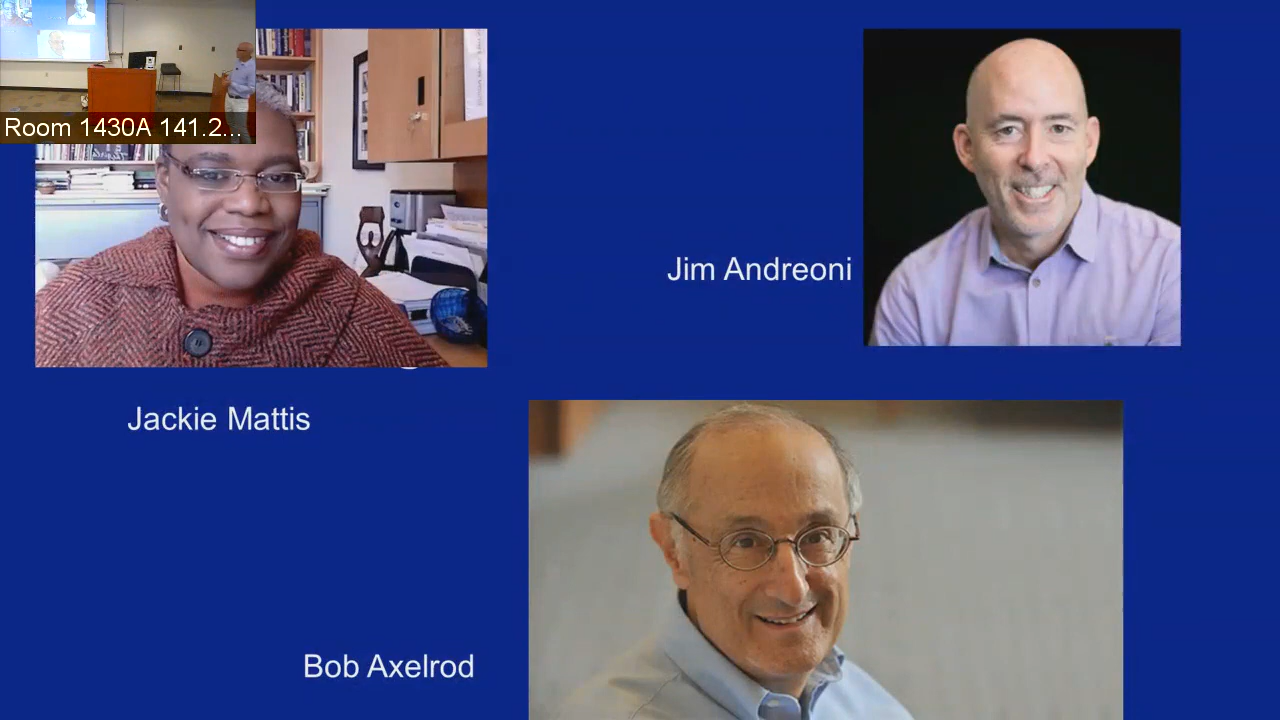 Room 1430A 141.2...
Jim Andreoni
Jackie Mattis
Bob Axelrod